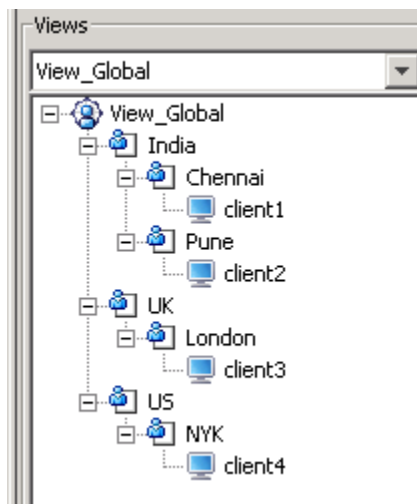 Views
View_Global
View_Global
India
Chennai
client1
Pune
client2
UK
London
client3
US
NYK
client4